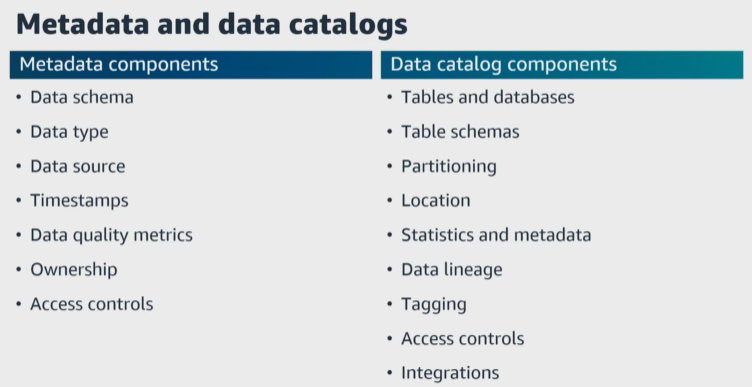 Metadata and data catalogs
Metadata components
• Data schema
• Data type
• Data source
• Timestamps
• Data quality metrics
• Ownership
• Access controls
Data catalog components
• Tables and databases
• Table schemas
• Partitioning
• Location
• Statistics and metadata
• Data lineage
• Tagging
• Access controls
• Integrations